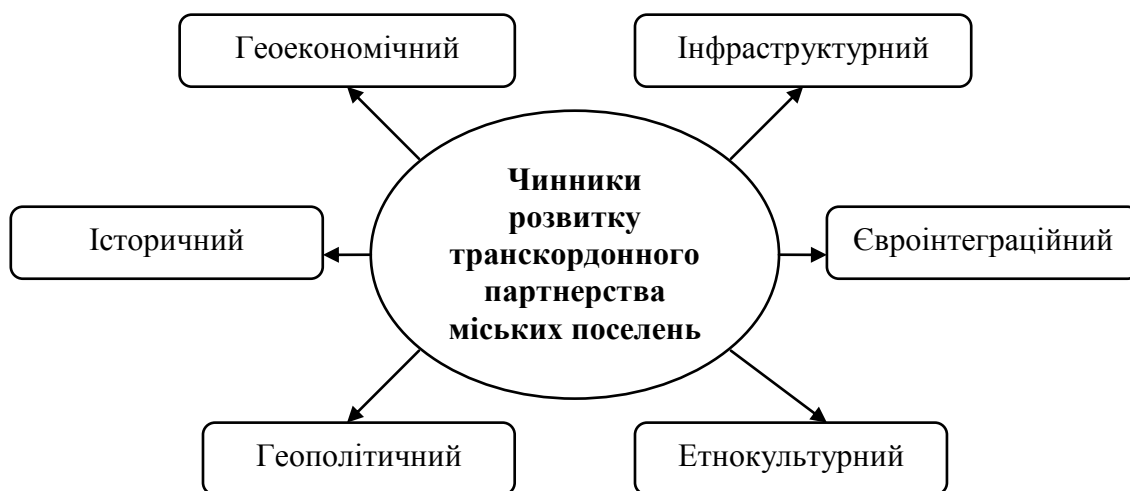 Геоекономічний
Інфраструктурний
Чинники
розвитку
транскордонного
партнерства
міських поселень
Історичний
Євроінтеграційний
Геополітичний
Етнокультурний